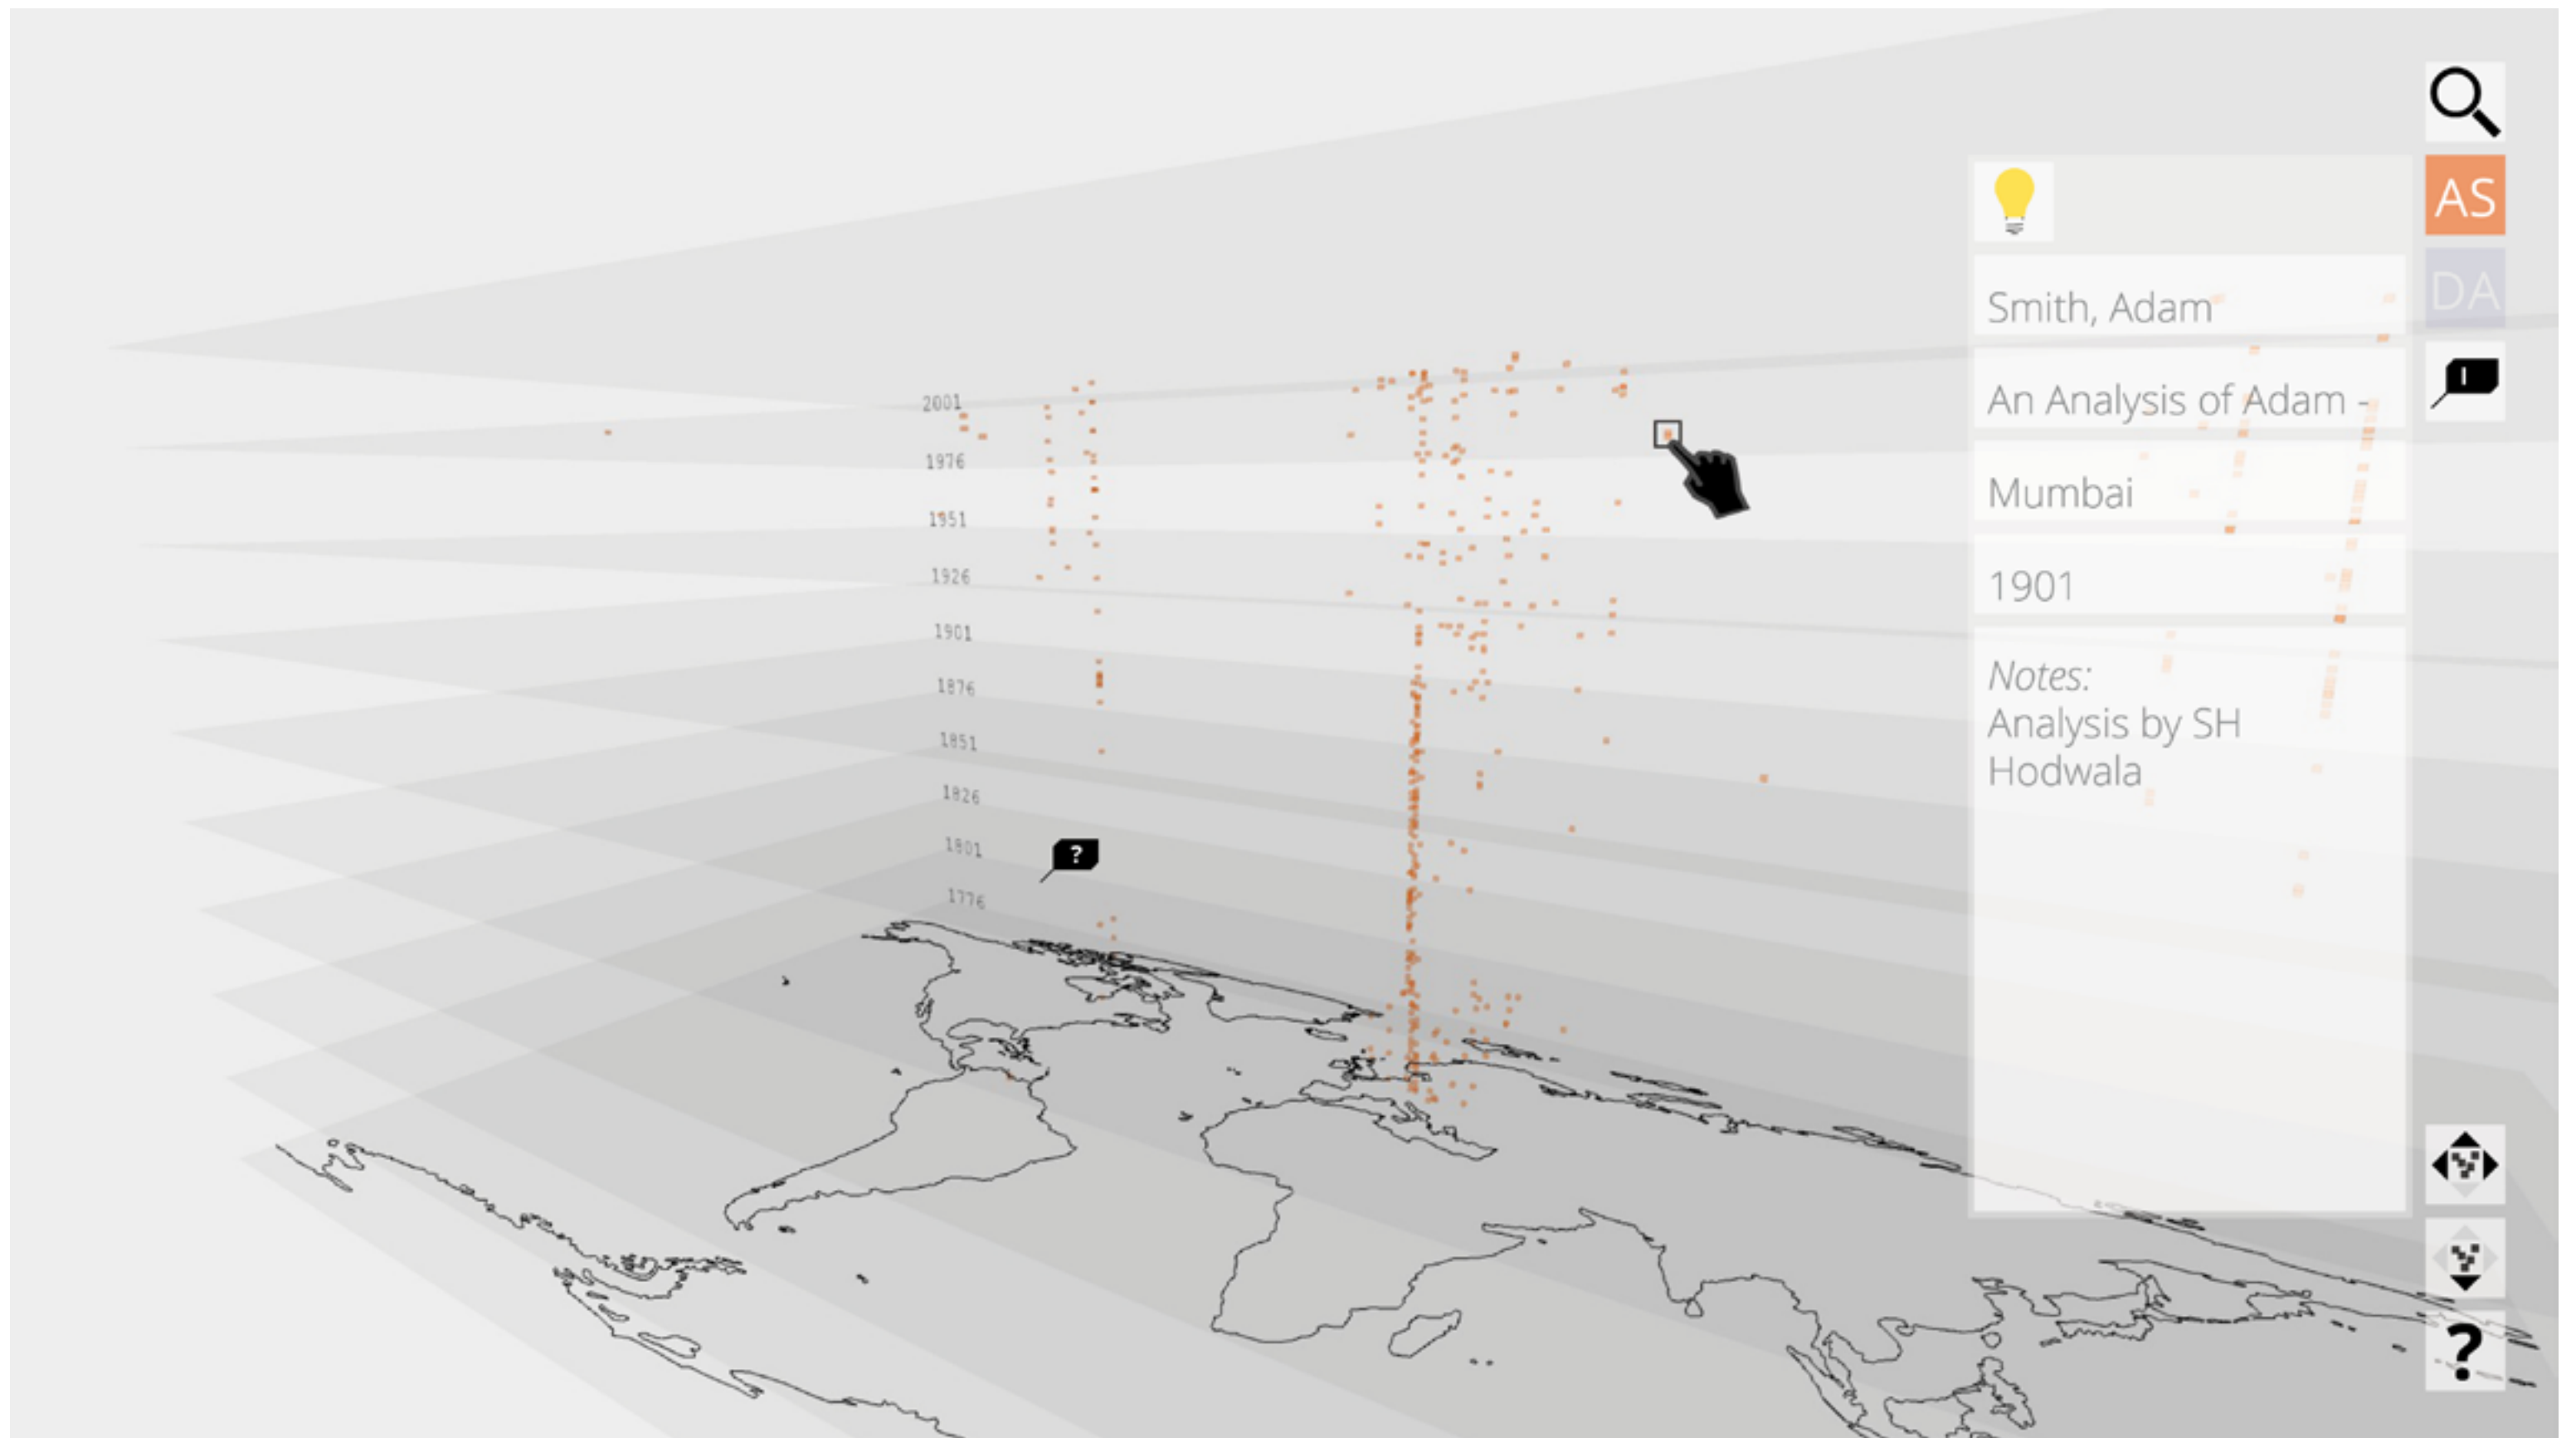 2001
1976
1951
1926
1901
1876
1851
1826
1801
1776
?
Smith, Adam
An Analysis of Adam -
Mumbai
1901
Notes:
Analysis by SH
Hodwala
AS
DA
I
?